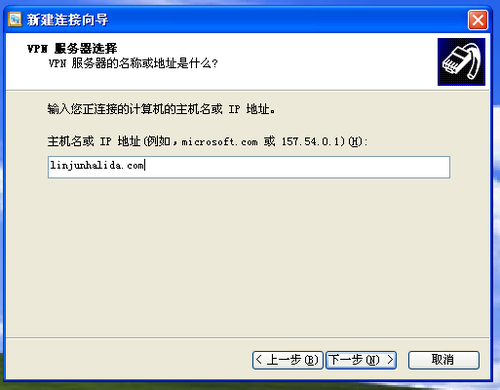 新建连接向导
VPN 服务器选择
VPN 服务器的名称或地址是什么?
输入您正连接的计算机的主机名或 IP 地址。
主机名或 IP 地址(例如，microsoft.com 或 157.54.0.1)(H):
linjunhalida.com
< 上一步(B) 下一步(N) > 取消